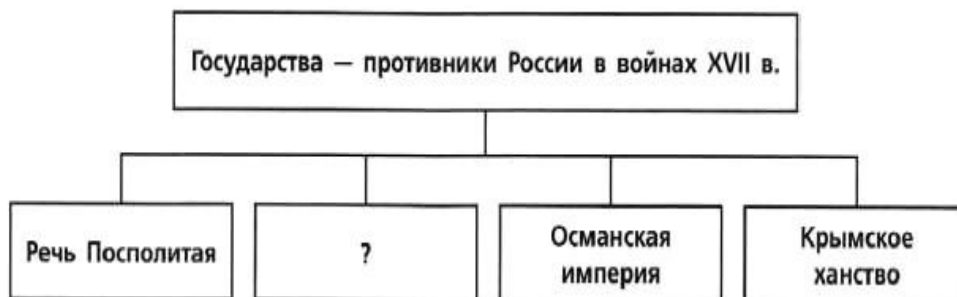 Государства — противники России в войнах XVII в.
Речь Посполитая
?
Османская
империя
Крымское
ханство